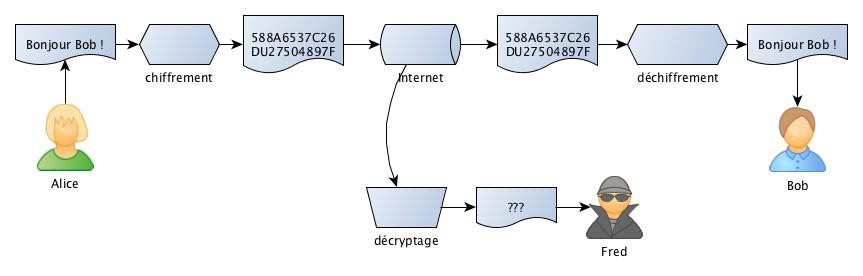 Bonjour Bob !
chiffrement
588A6537C26
DU27504897F
Internet
588A6537C26
DU27504897F
déchiffrement
Bonjour Bob !
Alice
Bob
décryptage
???
Fred